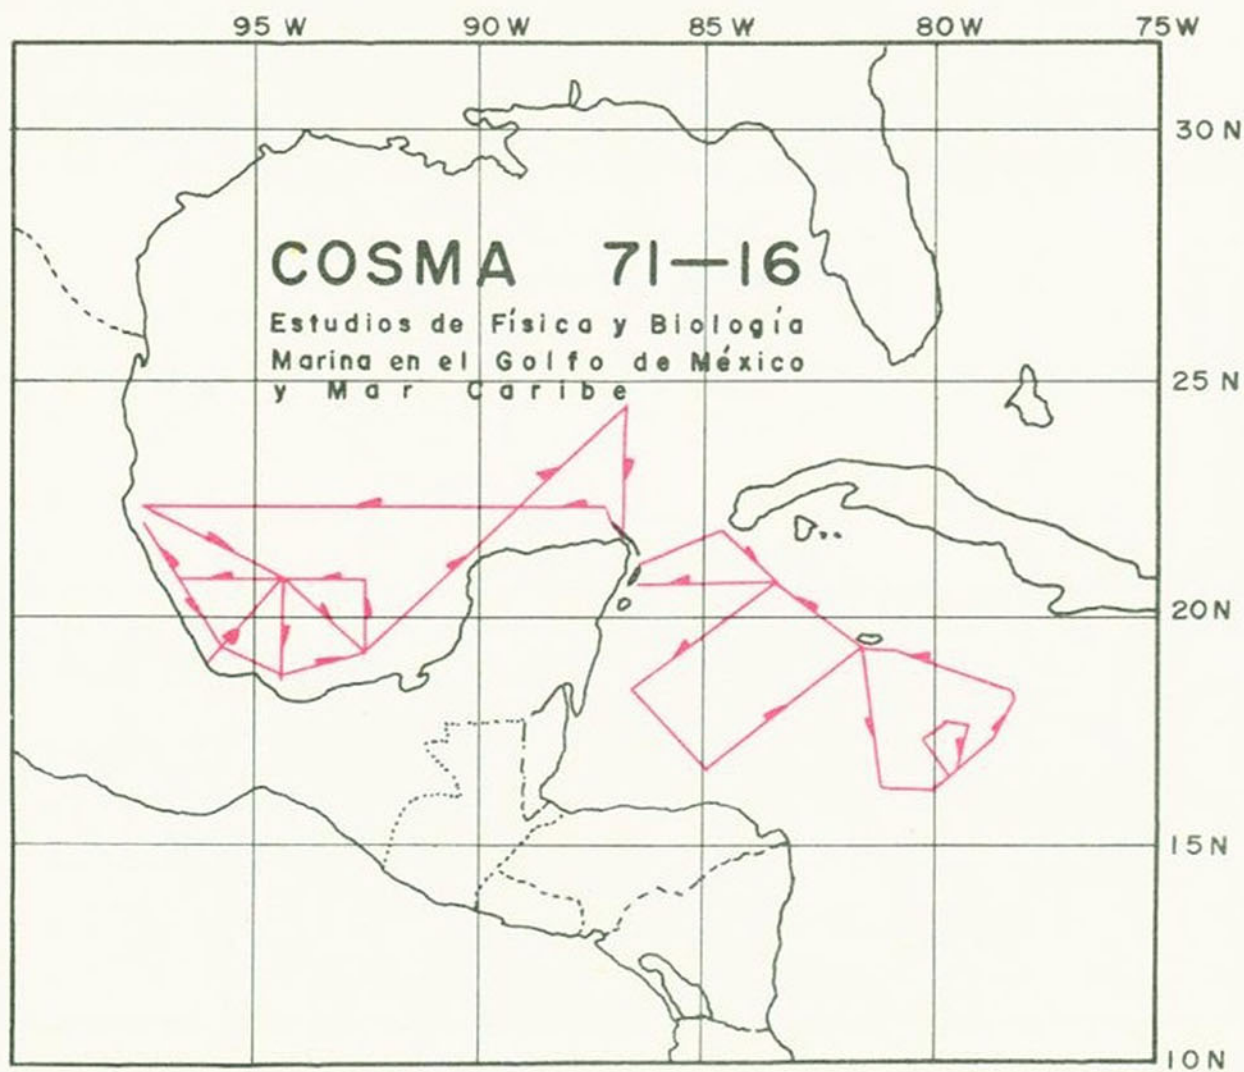 95 W 90 W 85 W 80 W 75 W
30 N
COSMA 71—16
Estudios de Física y Biología
Marina en el Golfo de México
25 N
y Mar Caribe
20 N
15 N
10 N